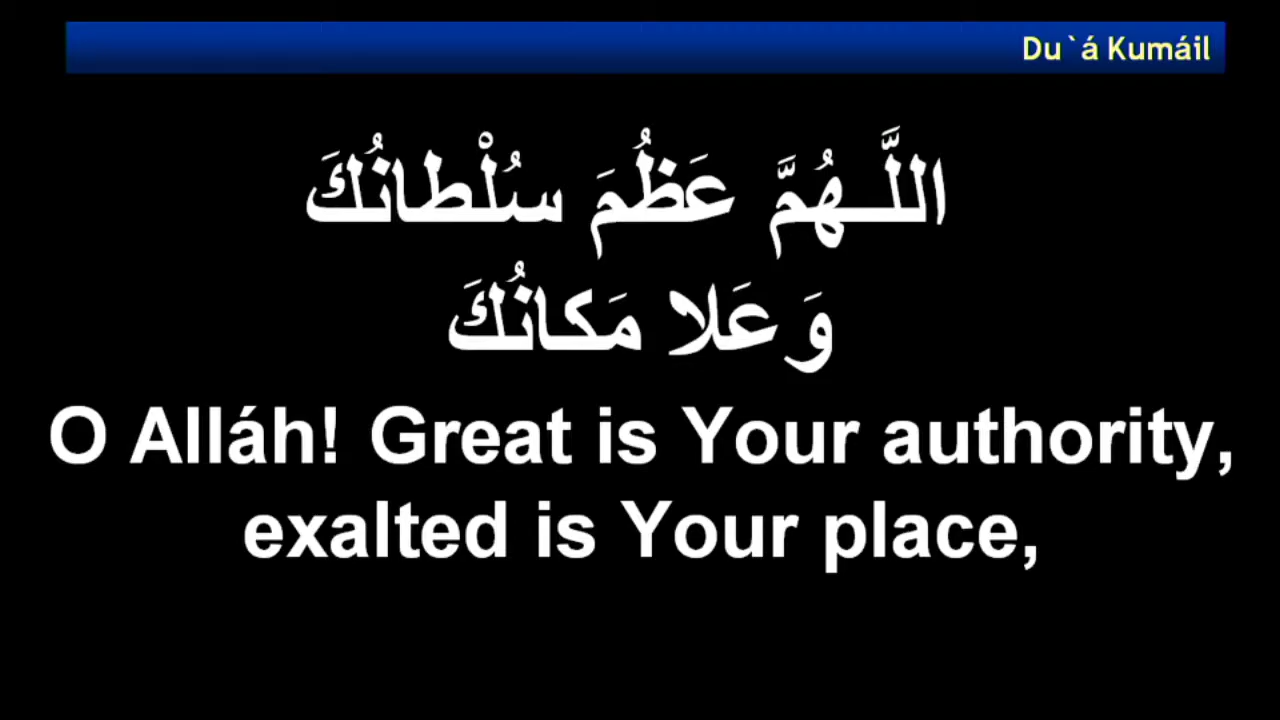 Du`á Kumáil
اللَّـهُمَّ عَظُمَ سُلْطانُكَ
وَعَلا مَكانُكَ
O Alláh! Great is Your authority,
exalted is Your place,